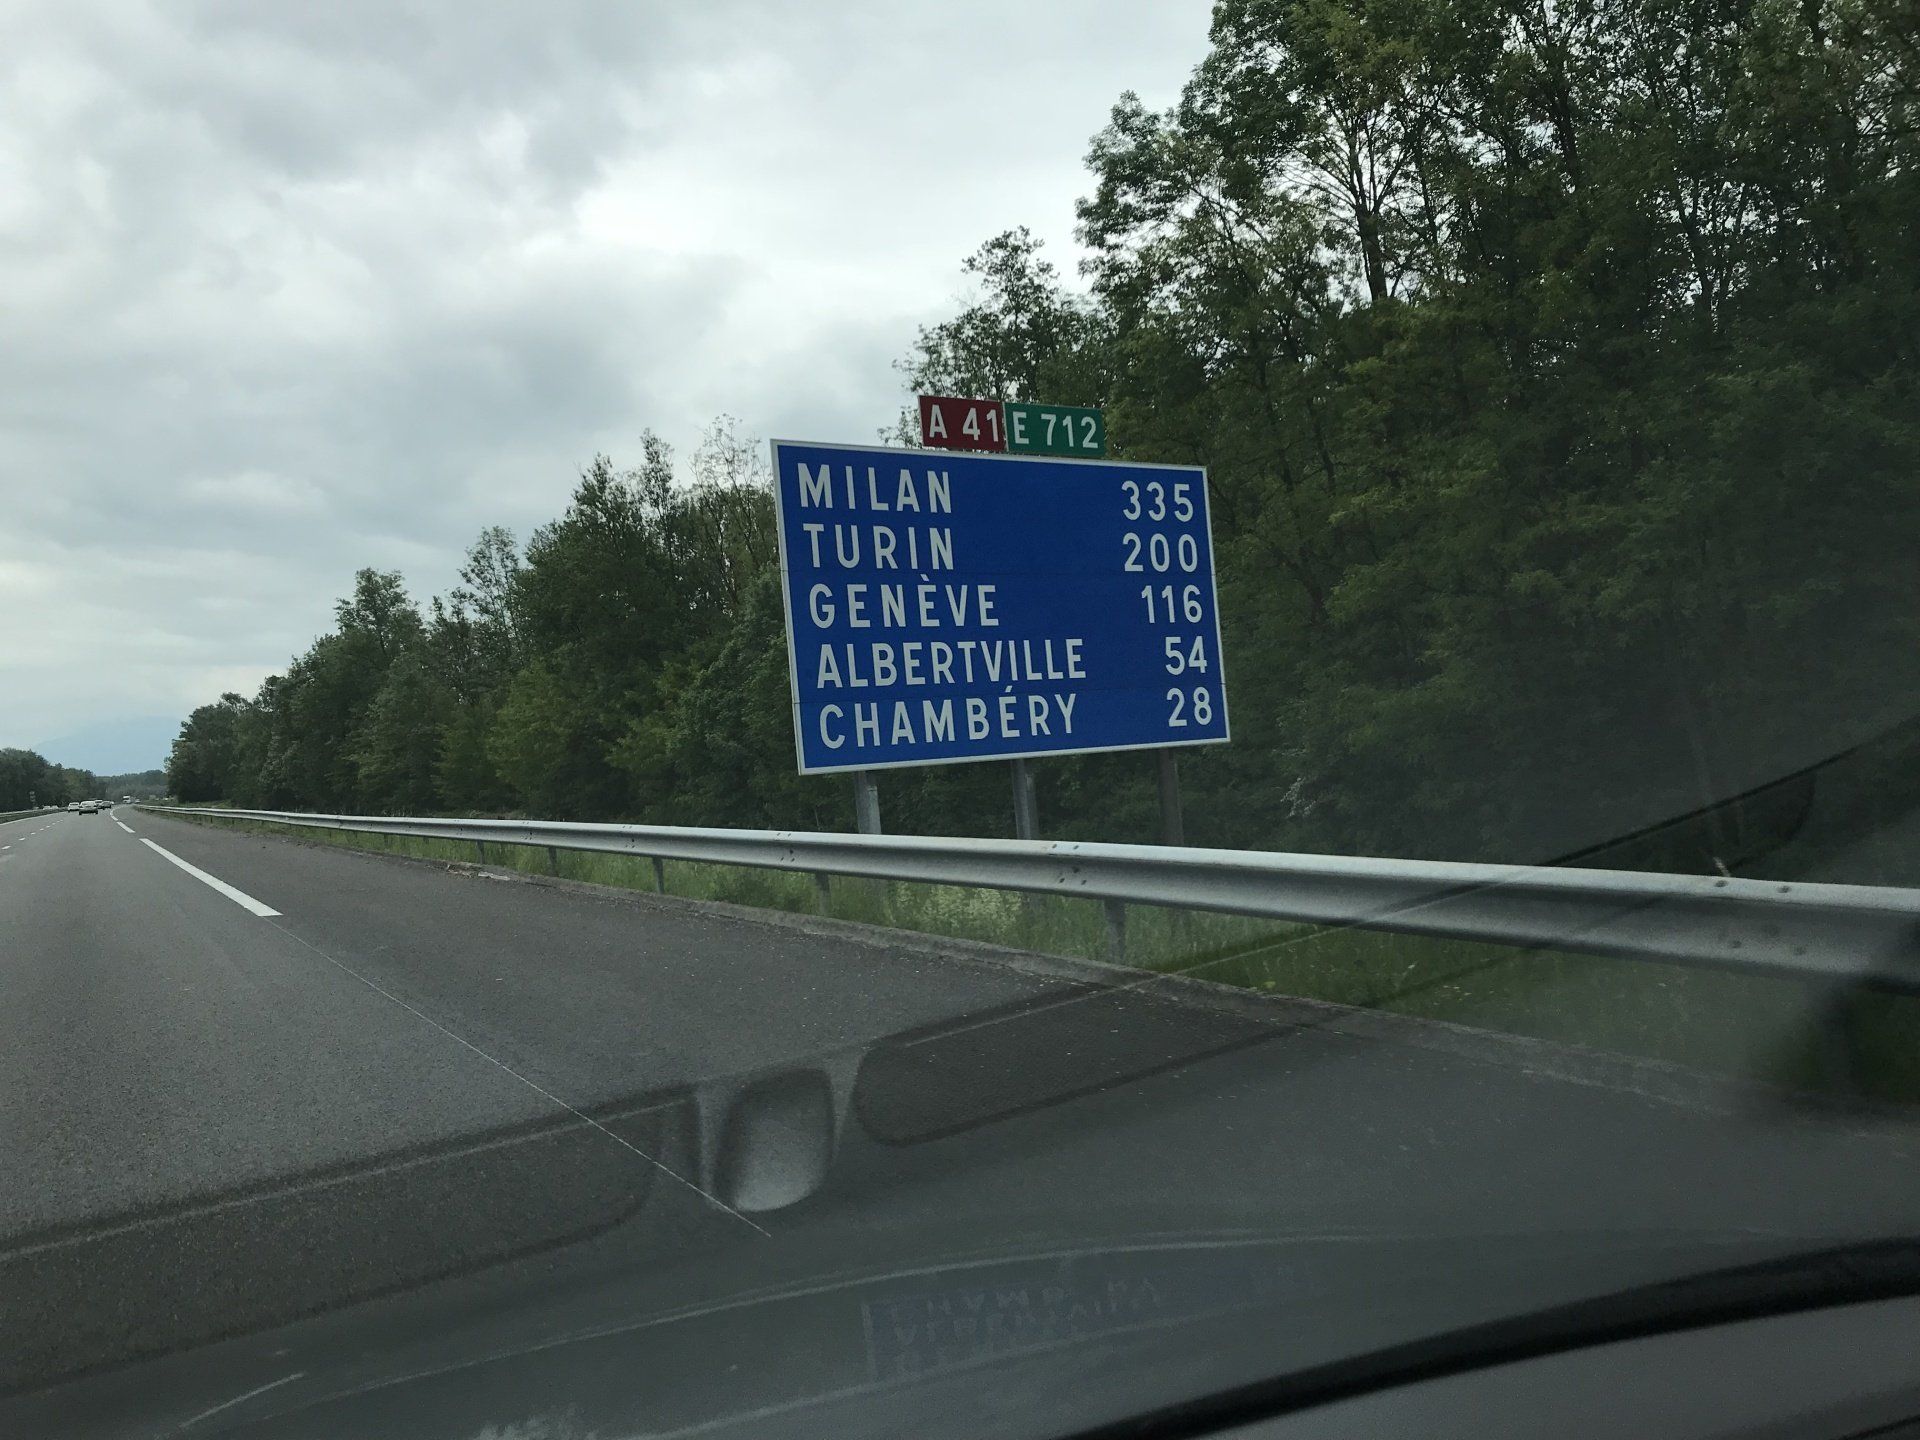 A 41 E 712
MILAN 335
TURIN 200
GENÈVE 116
ALBERTVILLE 54
CHAMBÉRY 28